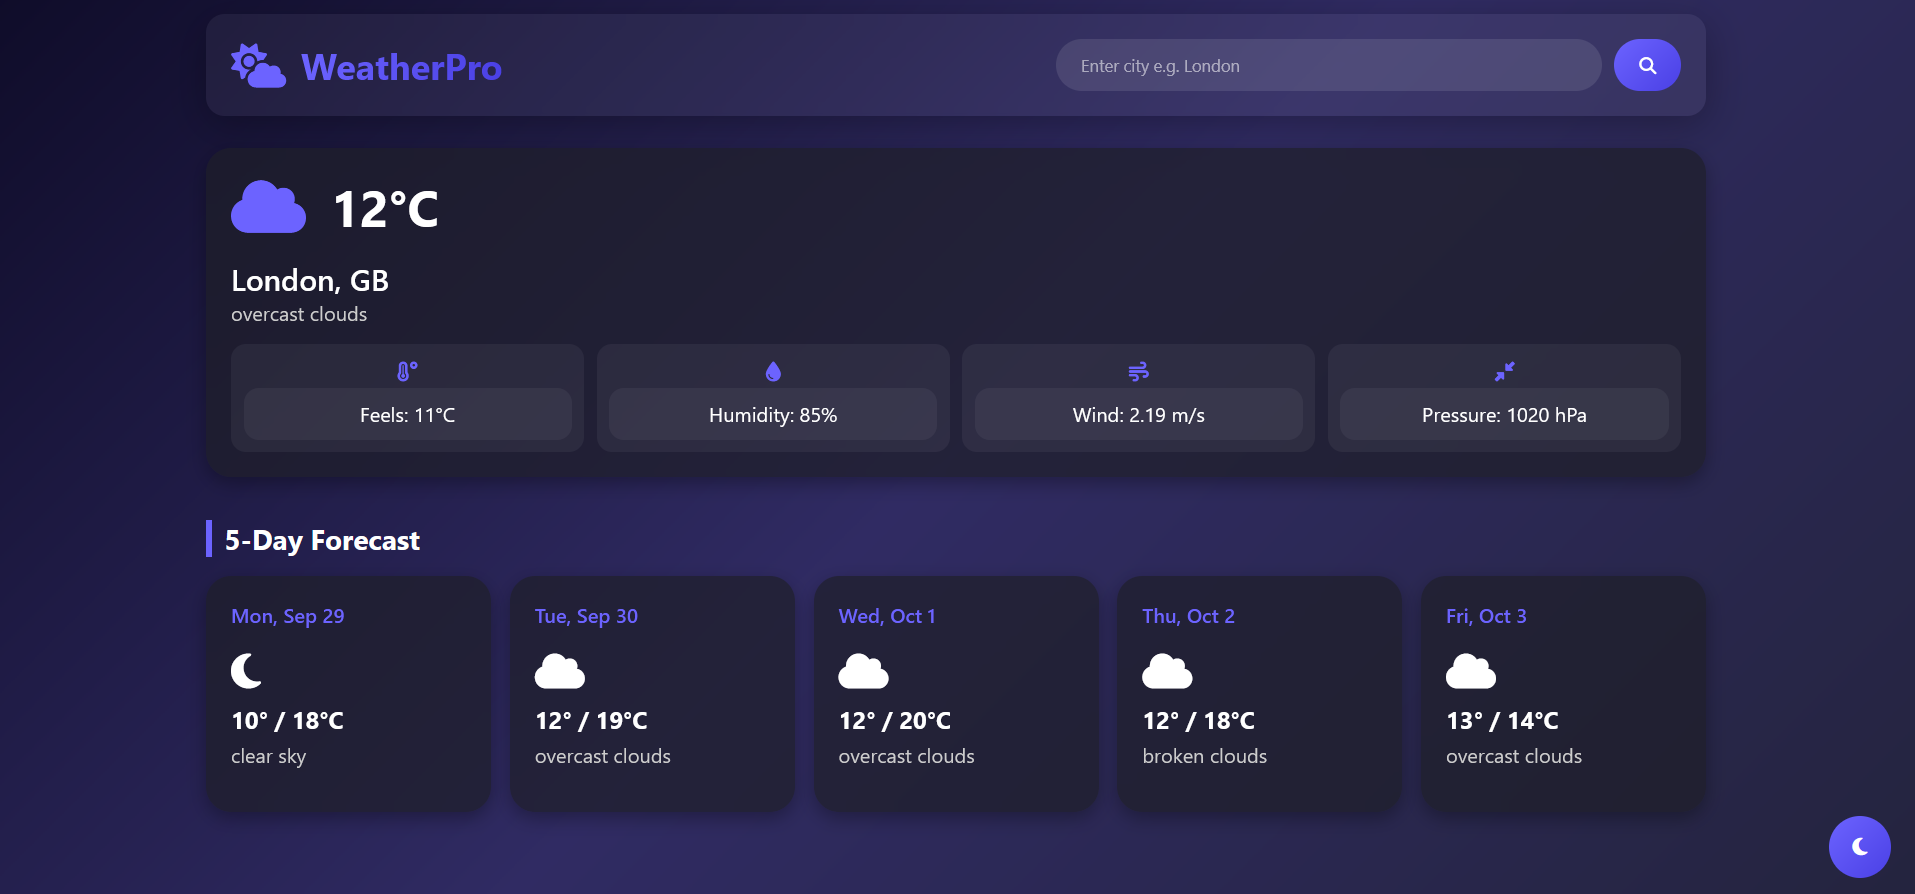 WeatherPro
Enter city e.g. London
12°C
London, GB
overcast clouds
Feels: 11°C
Humidity: 85%
Wind: 2.19 m/s
Pressure: 1020 hPa
5-Day Forecast
Mon, Sep 29
10° / 18°C
clear sky
Tue, Sep 30
12° / 19°C
overcast clouds
Wed, Oct 1
12° / 20°C
overcast clouds
Thu, Oct 2
12° / 18°C
broken clouds
Fri, Oct 3
13° / 14°C
overcast clouds